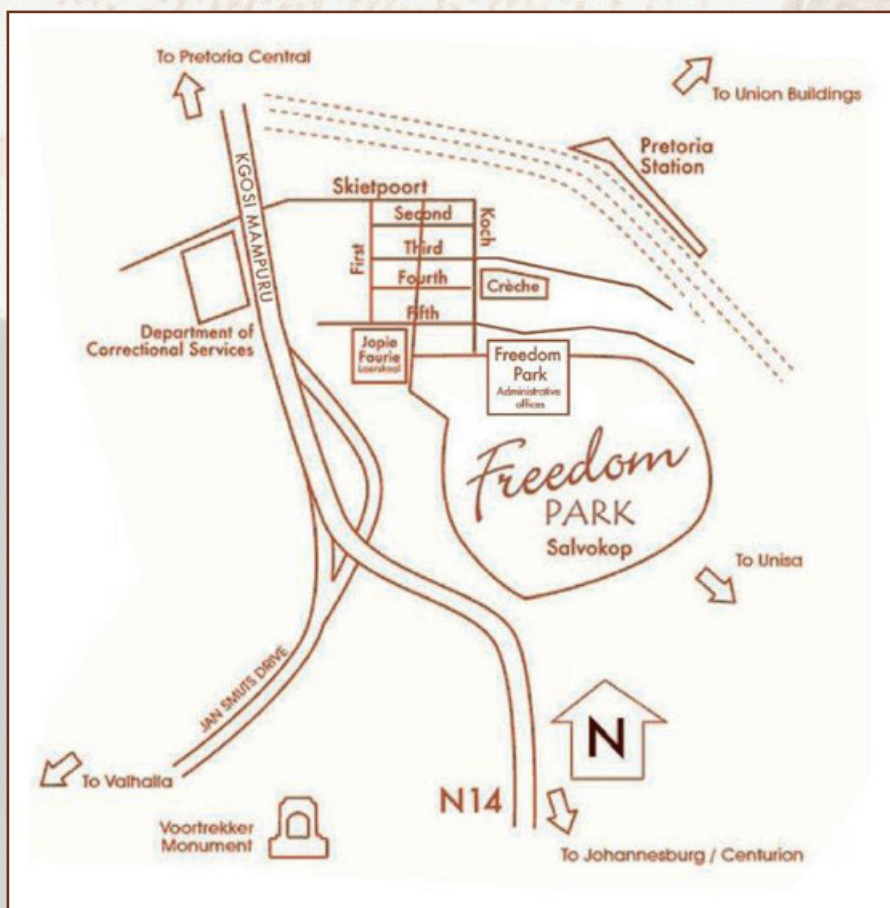 To Pretoria Central
To Union Buildings
KGOSI MAMPURU
Pretoria
Station
Skietpoort
Second
Koch
First
Third
Fourth
Crèche
Fifth
Department of
Correctional Services
Jopie
Fourie
Laerskool
Freedom
Park
Administrative
offices
Freedom
PARK
Salvokop
To Unisa
JAN SMUTS DRIVE
N
To Valhalla
N14
Voortrekker
Monument
To Johannesburg / Centurion